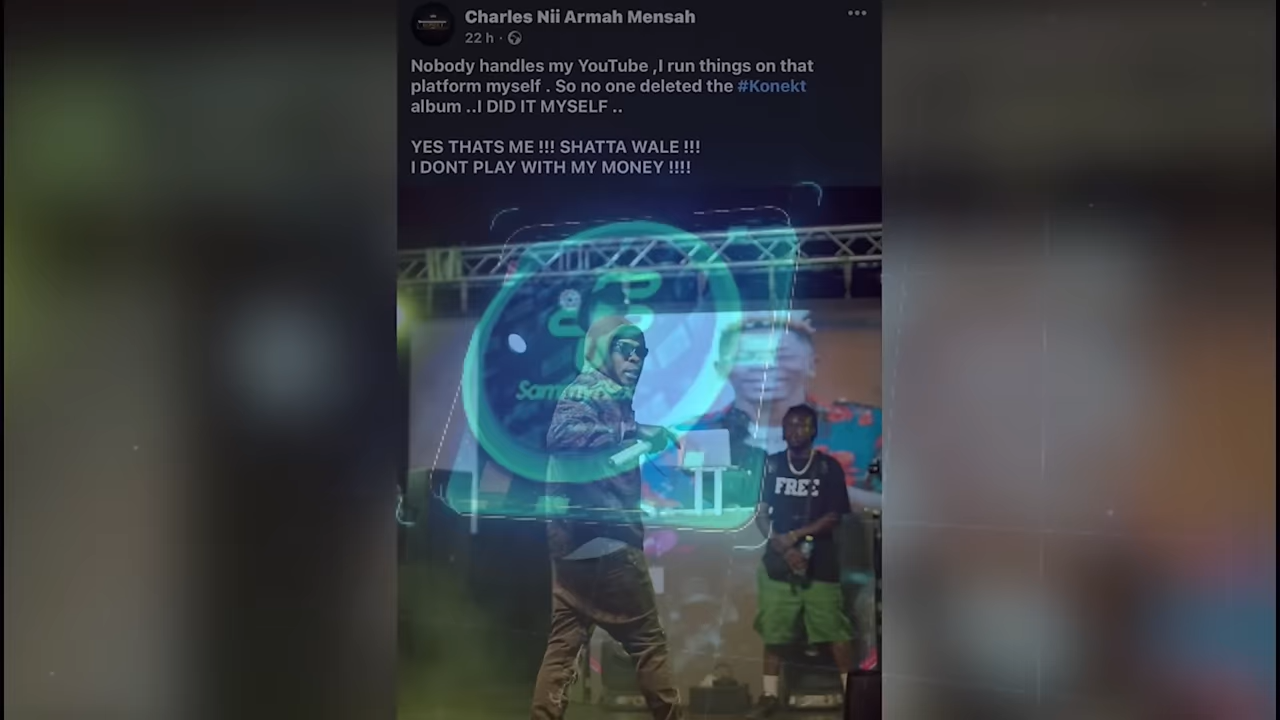 Charles Nii Armah Mensah
22 h ·
Nobody handles my YouTube ,I run things on that
platform myself . So no one deleted the #Konekt
album ..I DID IT MYSELF ..
YES THATS ME !!! SHATTA WALE !!!
I DONT PLAY WITH MY MONEY !!!!
FREE